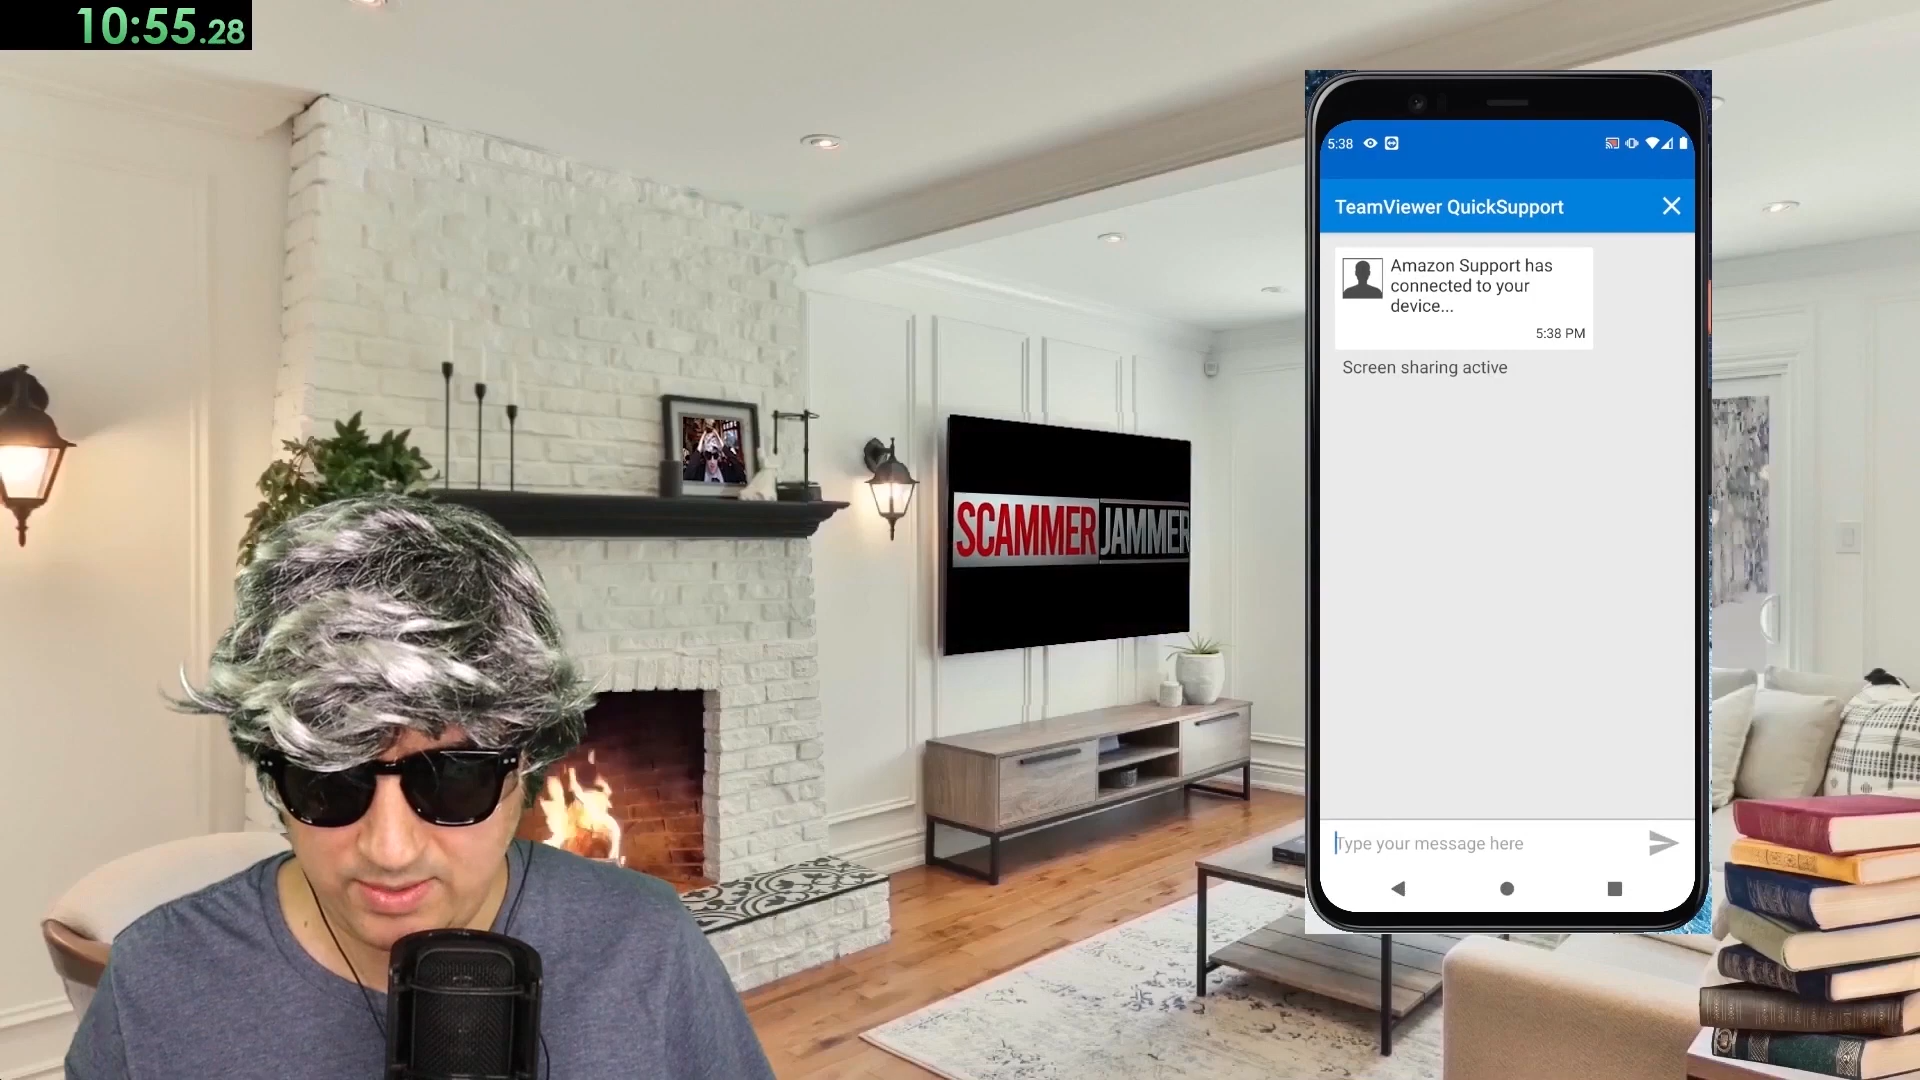 10:55.28
SCAMMER JAMMER
5:38
TeamViewer QuickSupport
Amazon Support has
connected to your
device...
5:38 PM
Screen sharing active
Type your message here